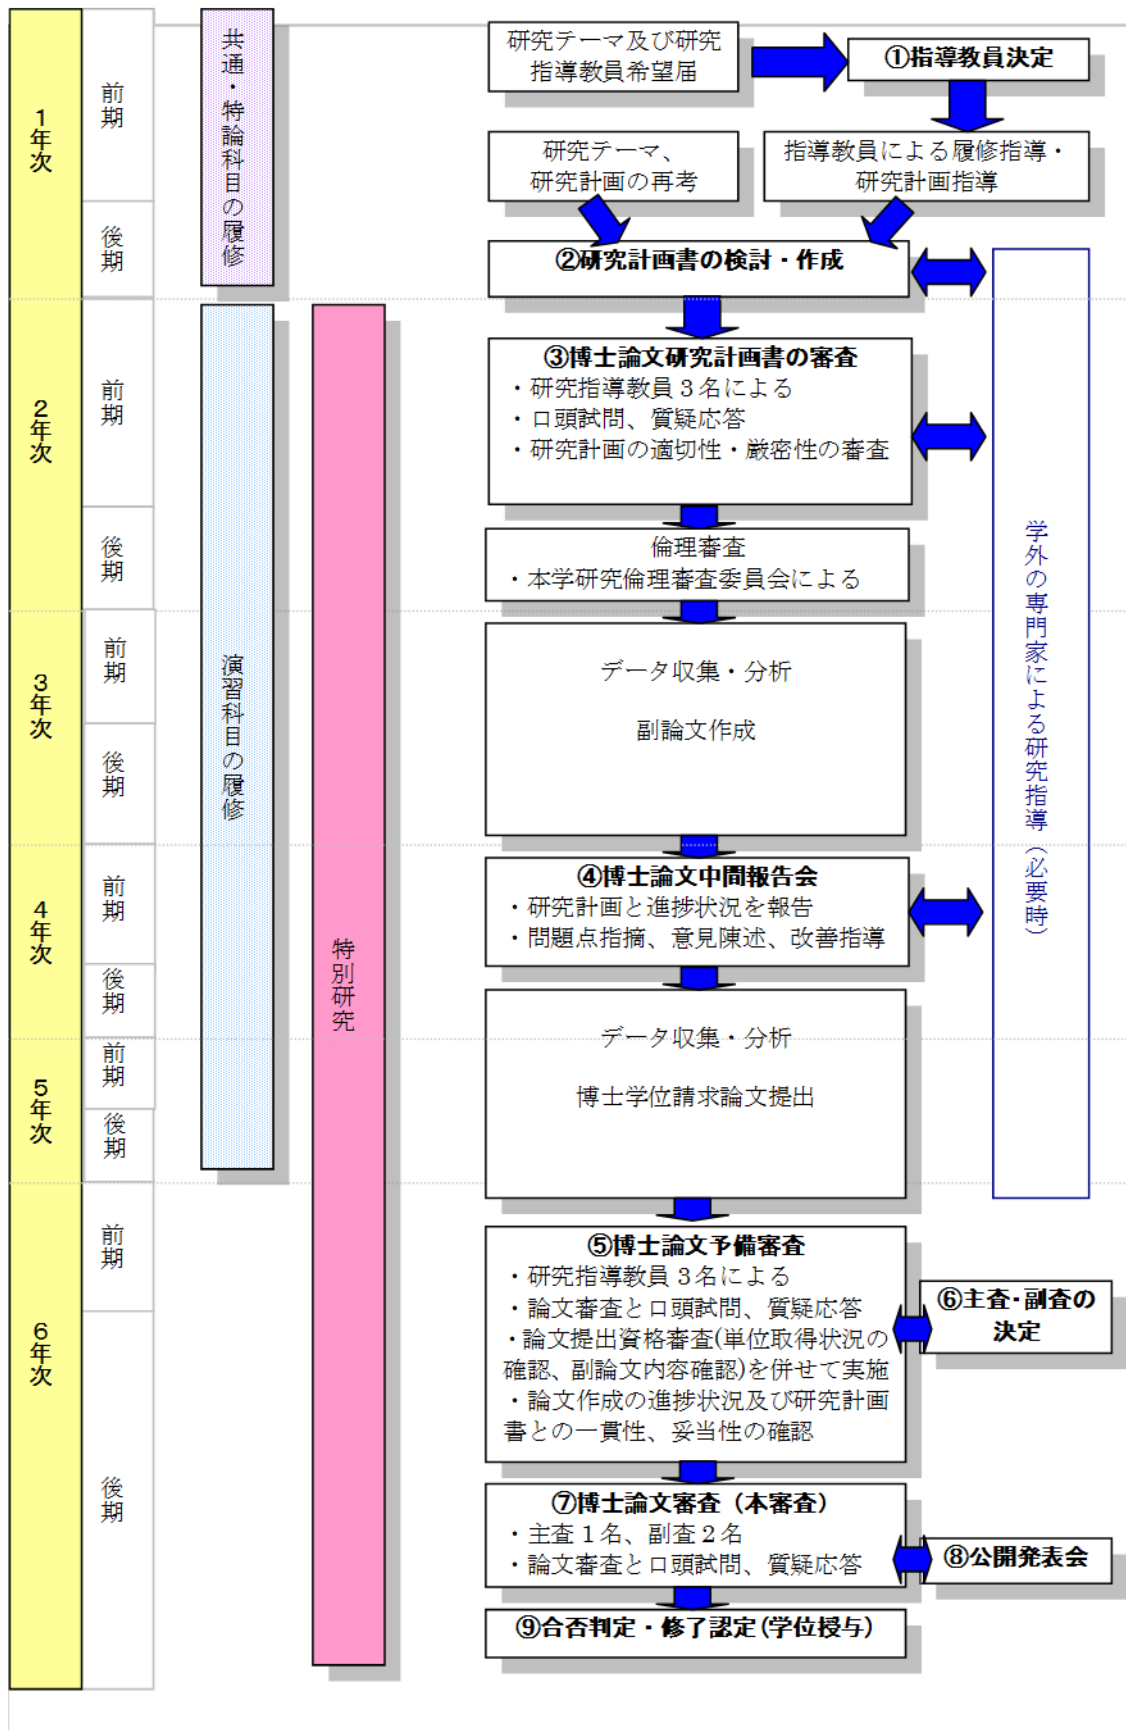 1年次
前期
後期
2年次
前期
後期
3年次
前期
後期
4年次
前期
後期
5年次
前期
後期
6年次
前期
後期
共通・特論科目の履修
演習科目の履修
特別研究
研究テーマ及び研究
指導教員希望届
①指導教員決定
研究テーマ、
研究計画の再考
指導教員による履修指導・
研究計画指導
②研究計画書の検討・作成
③博士論文研究計画書の審査
・研究指導教員３名による
・口頭試問、質疑応答
・研究計画の適切性・厳密性の審査
倫理審査
・本学研究倫理審査委員会による
データ収集・分析
副論文作成
④博士論文中間報告会
・研究計画と進捗状況を報告
・問題点指摘、意見陳述、改善指導
データ収集・分析
博士学位請求論文提出
学外の専門家による研究指導（必要時）
⑤博士論文予備審査
・研究指導教員３名による
・論文審査と口頭試問、質疑応答
・論文提出資格審査(単位取得状況の
確認、副論文内容確認)を併せて実施
・論文作成の進捗状況及び研究計画
書との一貫性、妥当性の確認
⑥主査・副査の
決定
⑦博士論文審査（本審査）
・主査１名、副査２名
・論文審査と口頭試問、質疑応答
⑧公開発表会
⑨合否判定・修了認定(学位授与)